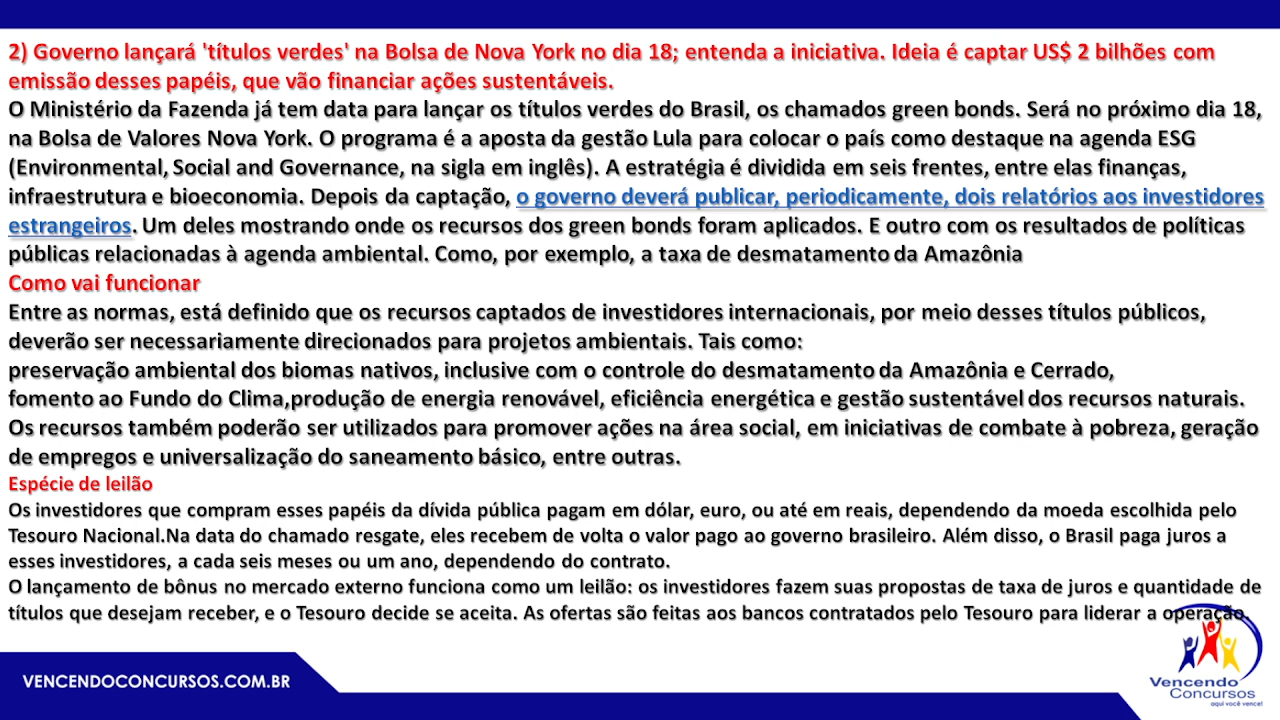 2) Governo lançará 'títulos verdes' na Bolsa de Nova York no dia 18; entenda a iniciativa. Ideia é captar US$ 2 bilhões com
emissão desses papéis, que vão financiar ações sustentáveis.
O Ministério da Fazenda já tem data para lançar os títulos verdes do Brasil, os chamados green bonds. Será no próximo dia 18,
na Bolsa de Valores Nova York. O programa é a aposta da gestão Lula para colocar o país como destaque na agenda ESG
(Environmental, Social and Governance, na sigla em inglês). A estratégia é dividida em seis frentes, entre elas finanças,
infraestrutura e bioeconomia. Depois da captação, o governo deverá publicar, periodicamente, dois relatórios aos investidores
estrangeiros. Um deles mostrando onde os recursos dos green bonds foram aplicados. E outro com os resultados de políticas
públicas relacionadas à agenda ambiental. Como, por exemplo, a taxa de desmatamento da Amazônia
Como vai funcionar
Entre as normas, está definido que os recursos captados de investidores internacionais, por meio desses títulos públicos,
deverão ser necessariamente direcionados para projetos ambientais. Tais como:
preservação ambiental dos biomas nativos, inclusive com o controle do desmatamento da Amazônia e Cerrado,
fomento ao Fundo do Clima,produção de energia renovável, eficiência energética e gestão sustentável dos recursos naturais.
Os recursos também poderão ser utilizados para promover ações na área social, em iniciativas de combate à pobreza, geração
de empregos e universalização do saneamento básico, entre outras.
Espécie de leilão
Os investidores que compram esses papéis da dívida pública pagam em dólar, euro, ou até em reais, dependendo da moeda escolhida pelo
Tesouro Nacional.Na data do chamado resgate, eles recebem de volta o valor pago ao governo brasileiro. Além disso, o Brasil paga juros a
esses investidores, a cada seis meses ou um ano, dependendo do contrato.
O lançamento de bônus no mercado externo funciona como um leilão: os investidores fazem suas propostas de taxa de juros e quantidade de
títulos que desejam receber, e o Tesouro decide se aceita. As ofertas são feitas aos bancos contratados pelo Tesouro para liderar a operação.
VENCENDOCONCURSOS.COM.BR
Vencendo
Concursos
aqui você vence!